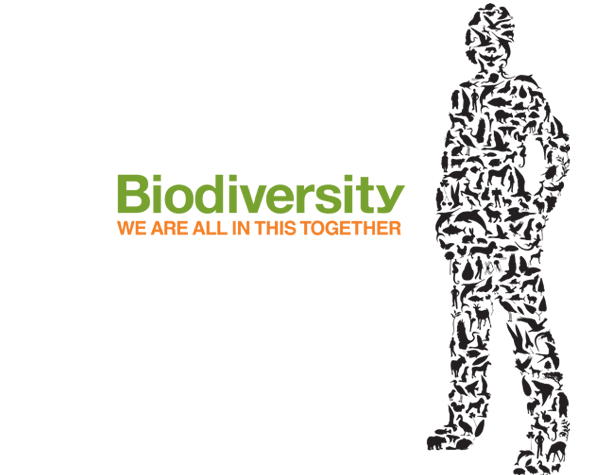 Biodiversity
WE ARE ALL IN THIS TOGETHER